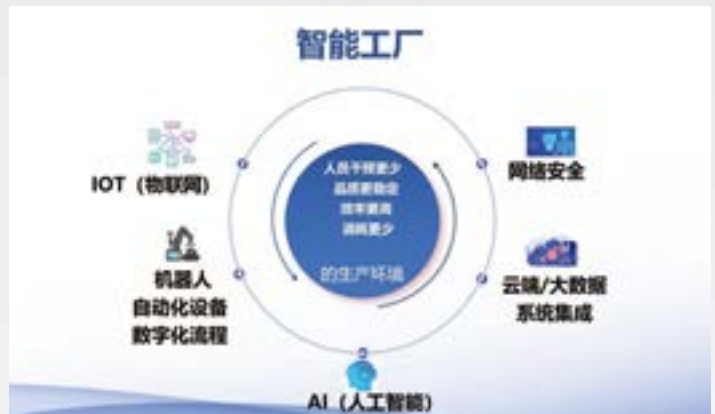 智能工厂
IOT（物联网）
机器人
自动化设备
数字化流程
人员干预更少
品质更稳定
效率更高
消耗更少
的生产环境
网络安全
云端/大数据
系统集成
AI（人工智能）